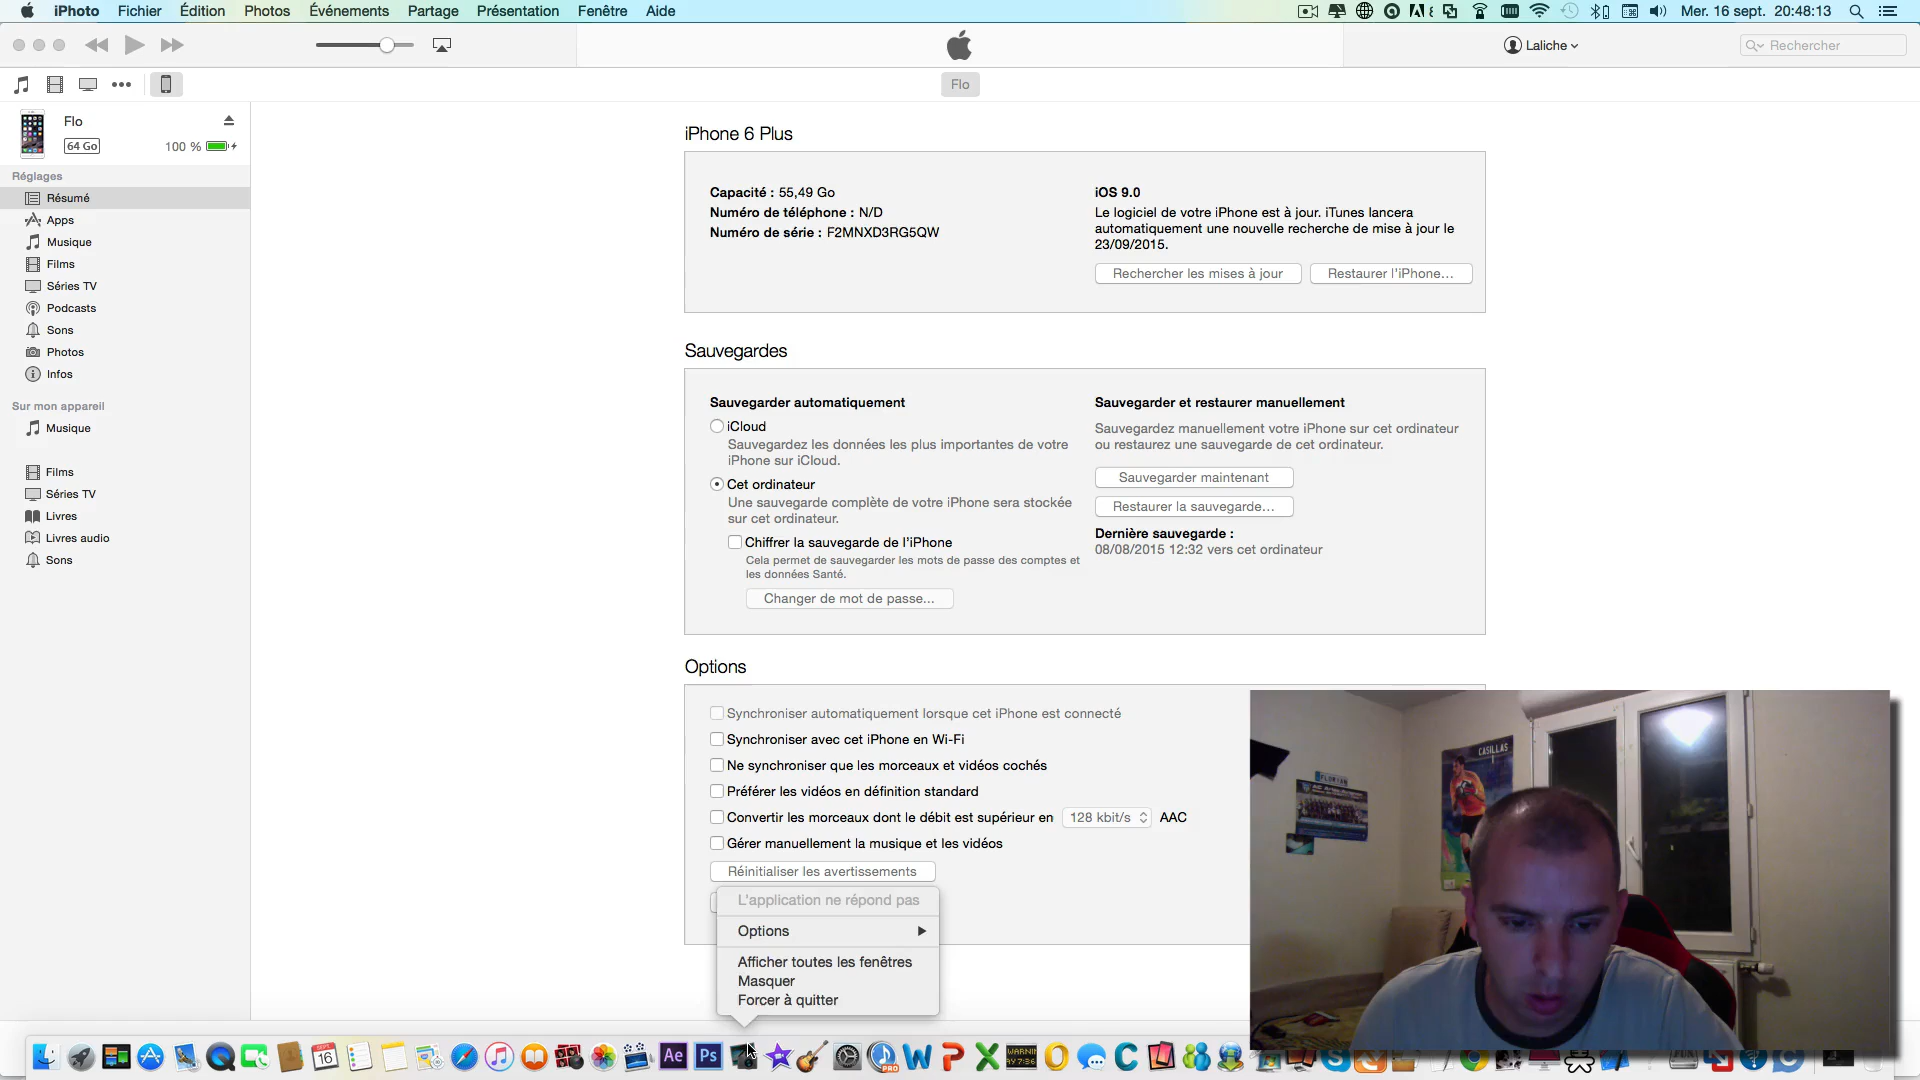 iPhoto Fichier Édition Photos Événements Partage Présentation Fenêtre Aide
Mer. 16 sept. 20:48:13
Laliche
Rechercher
Flo
Flo
64 Go
100 %
Réglages
Résumé
Apps
Musique
Films
Séries TV
Podcasts
Sons
Photos
Infos
Sur mon appareil
Musique
Films
Séries TV
Livres
Livres audio
Sons
iPhone 6 Plus
Capacité : 55,49 Go
Numéro de téléphone : N/D
Numéro de série : F2MNXD3RG5QW
iOS 9.0
Le logiciel de votre iPhone est à jour. iTunes lancera
automatiquement une nouvelle recherche de mise à jour le
23/09/2015.
Rechercher les mises à jour
Restaurer l'iPhone...
Sauvegardes
Sauvegarder automatiquement
iCloud
Sauvegardez les données les plus importantes de votre
iPhone sur iCloud.
Cet ordinateur
Une sauvegarde complète de votre iPhone sera stockée
sur cet ordinateur.
Chiffrer la sauvegarde de l'iPhone
Cela permet de sauvegarder les mots de passe des comptes et
les données Santé.
Changer de mot de passe...
Sauvegarder et restaurer manuellement
Sauvegardez manuellement votre iPhone sur cet ordinateur
ou restaurez une sauvegarde de cet ordinateur.
Sauvegarder maintenant
Restaurer la sauvegarde...
Dernière sauvegarde :
08/08/2015 12:32 vers cet ordinateur
Options
Synchroniser automatiquement lorsque cet iPhone est connecté
Synchroniser avec cet iPhone en Wi-Fi
Ne synchroniser que les morceaux et vidéos cochés
Préférer les vidéos en définition standard
Convertir les morceaux dont le débit est supérieur en 128 kbit/s AAC
Gérer manuellement la musique et les vidéos
Réinitialiser les avertissements
L'application ne répond pas
Options
Afficher toutes les fenêtres
Masquer
Forcer à quitter
CASILLAS
FLORIAN
SEPT.
16
Ae
Ps
PRO
WARNIN
AY 7:36